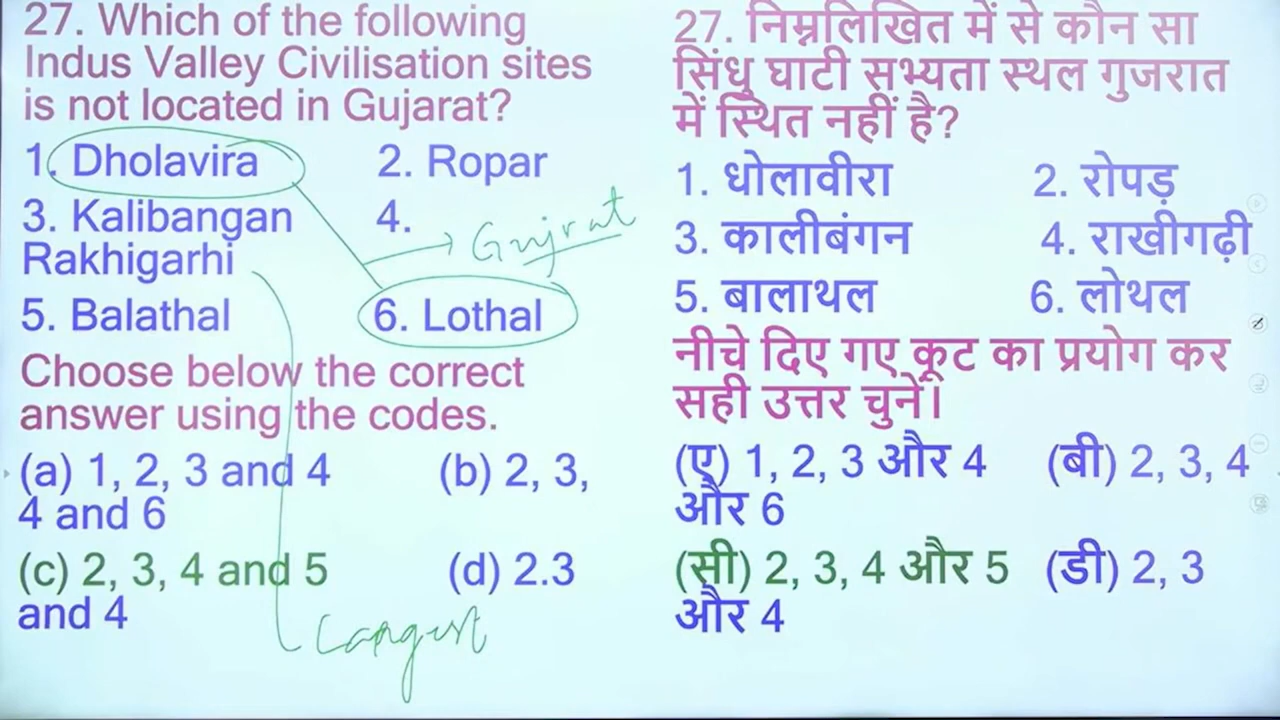 27. Which of the following
Indus Valley Civilisation sites
is not located in Gujarat?
1. Dholavira 2. Ropar
3. Kalibangan 4.
Rakhigarhi
5. Balathal 6. Lothal
Choose below the correct
answer using the codes.
(a) 1, 2, 3 and 4 (b) 2, 3,
4 and 6
(c) 2, 3, 4 and 5 (d) 2.3
and 4
Gujrat
Largest
27. निम्नलिखित में से कौन सा
सिंधु घाटी सभ्यता स्थल गुजरात
में स्थित नहीं है?
1. धोलावीरा 2. रोपड़
3. कालीबंगन 4. राखीगढ़ी
5. बालाथल 6. लोथल
नीचे दिए गए कूट का प्रयोग कर
सही उत्तर चुनें।
(ए) 1, 2, 3 और 4 (बी) 2, 3, 4
और 6
(सी) 2, 3, 4 और 5 (डी) 2, 3
और 4